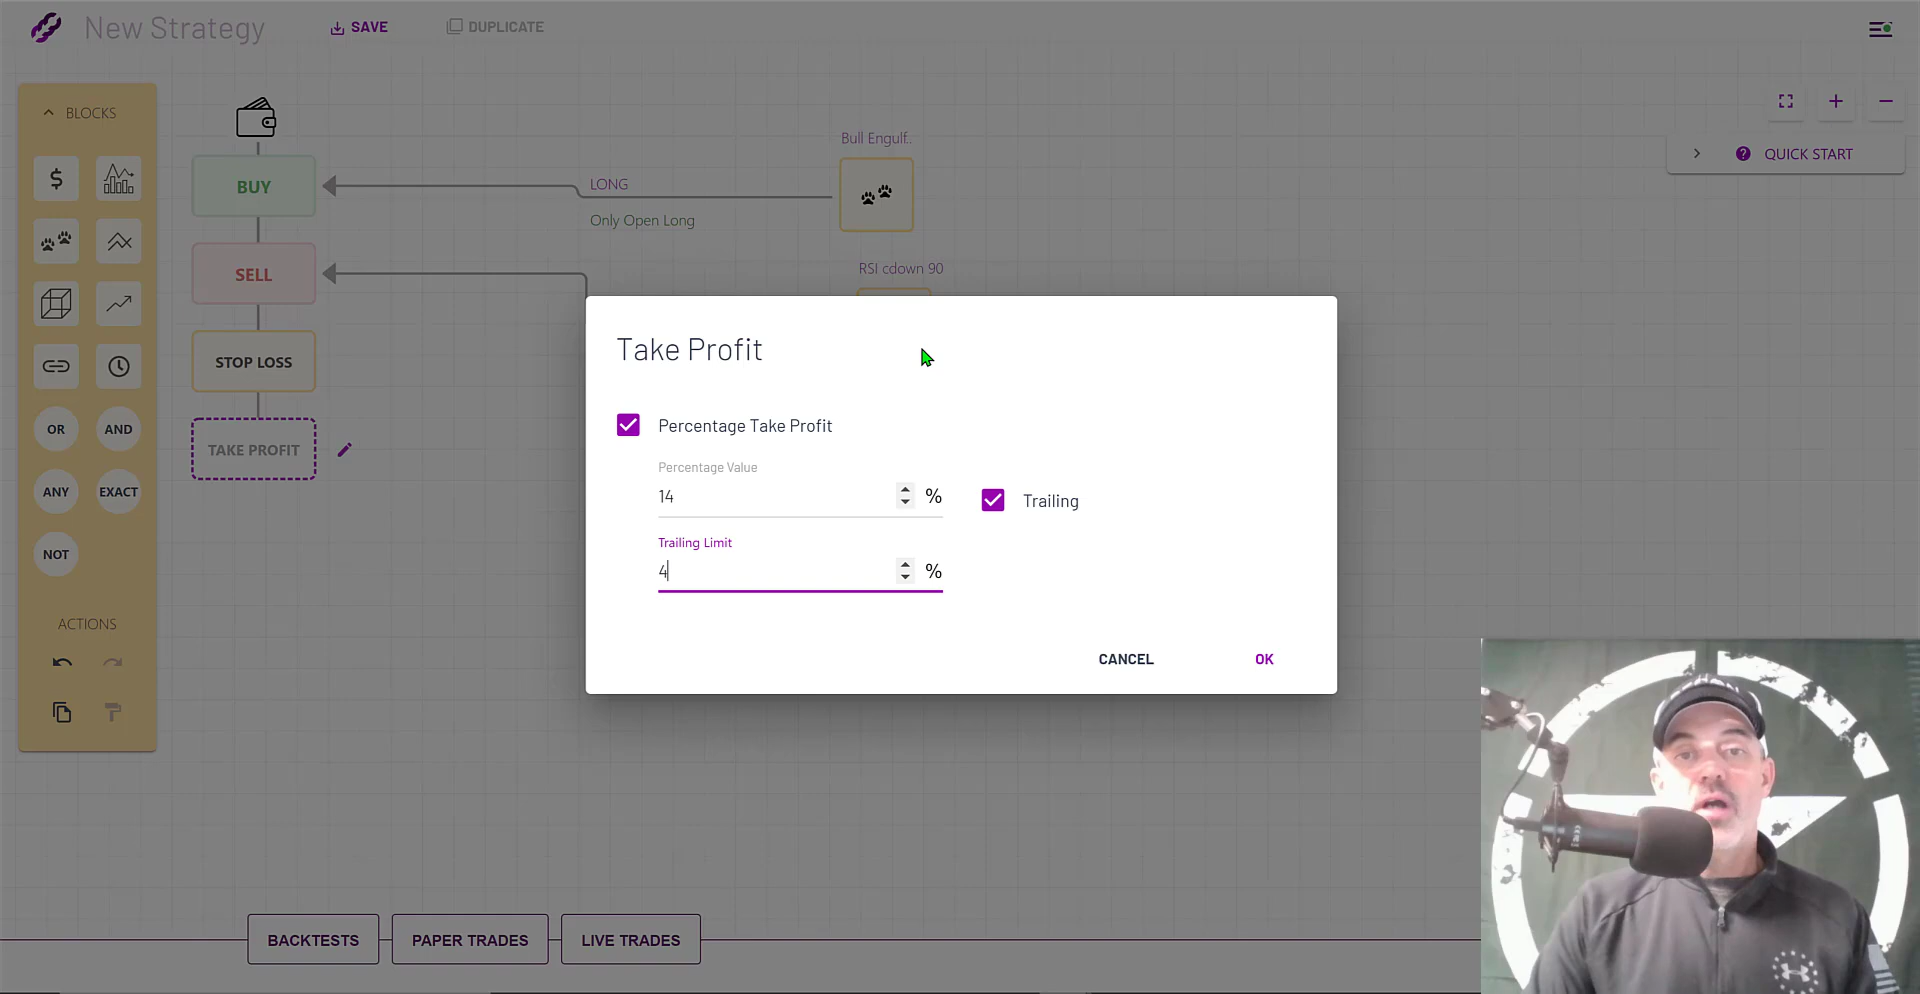 New Strategy
SAVE
DUPLICATE
BLOCKS
$
BUY
LONG
Only Open Long
Bull Engulf..
QUICK START
SELL
RSI cdown 90
STOP LOSS
TAKE PROFIT
OR
AND
ANY
EXACT
NOT
ACTIONS
Take Profit
Percentage Take Profit
Percentage Value
14
%
Trailing
Trailing Limit
4
%
CANCEL
OK
BACKTESTS
PAPER TRADES
LIVE TRADES